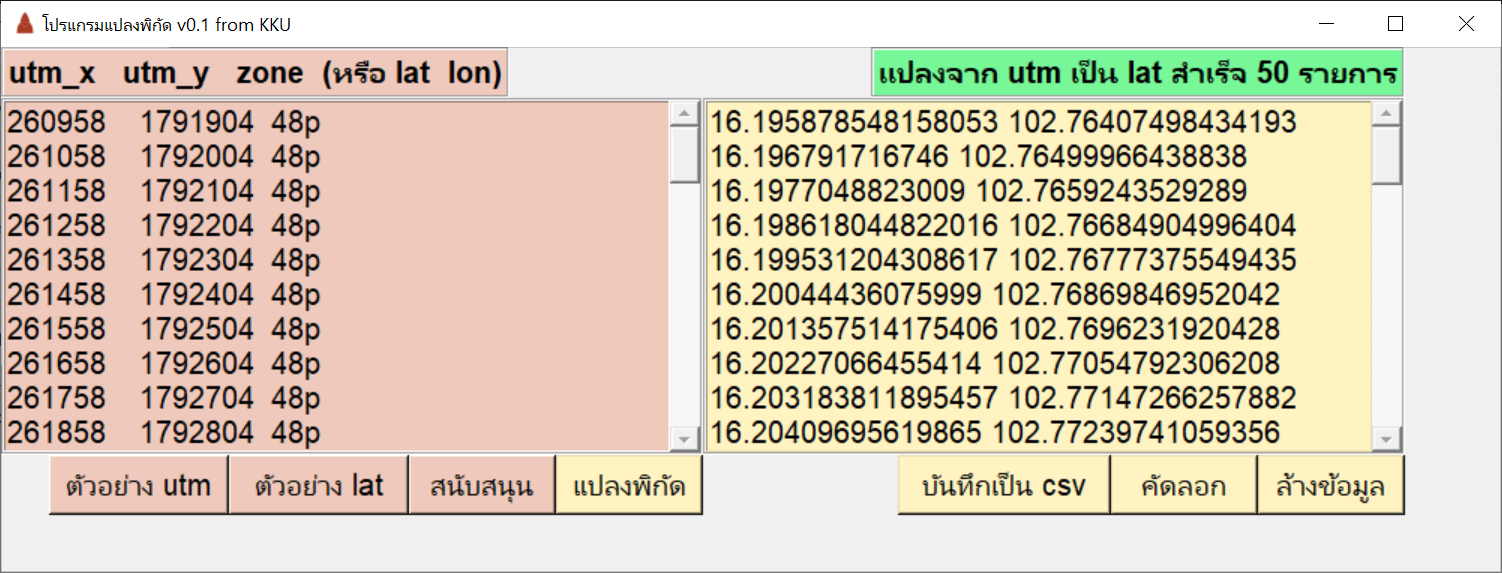 โปรแกรมแปลงพิกัด v0.1 from KKU
utm_x utm_y zone (หรือ lat lon)
แปลงจาก utm เป็น lat สำเร็จ 50 รายการ
260958 1791904 48p
261058 1792004 48p
261158 1792104 48p
261258 1792204 48p
261358 1792304 48p
261458 1792404 48p
261558 1792504 48p
261658 1792604 48p
261758 1792704 48p
261858 1792804 48p
16.195878548158053 102.76407498434193
16.196791716746 102.76499966438838
16.1977048823009 102.7659243529289
16.198618044822016 102.76684904996404
16.199531204308617 102.76777375549435
16.20044436075999 102.76869846952042
16.201357514175406 102.7696231920428
16.20227066455414 102.77054792306208
16.203183811895457 102.77147266257882
16.20409695619865 102.77239741059356
ตัวอย่าง utm
ตัวอย่าง lat
สนับสนุน
แปลงพิกัด
บันทึกเป็น csv
คัดลอก
ล้างข้อมูล